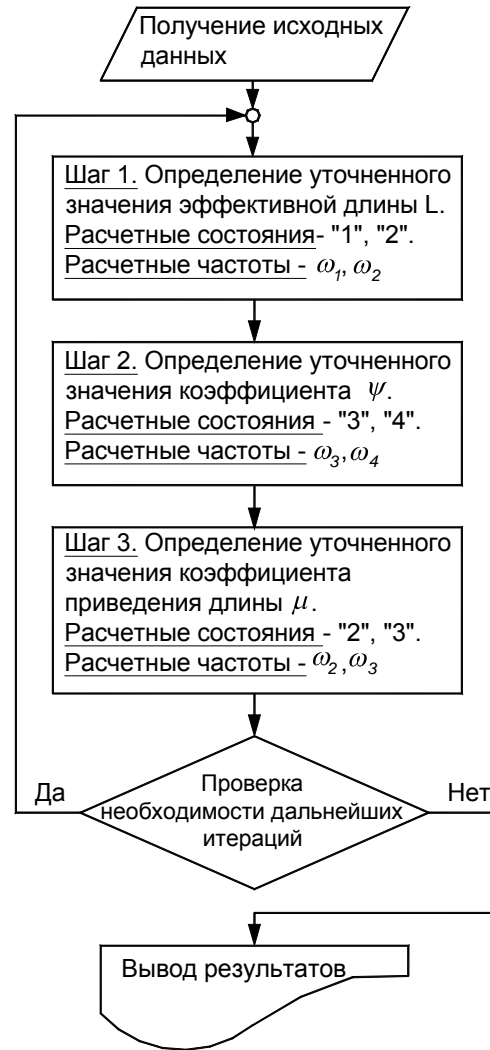 Получение исходных
данных
Шаг 1. Определение уточненного
значения эффективной длины L.
Расчетные состояния- "1", "2".
Расчетные частоты - ω₁, ω₂
Шаг 2. Определение уточненного
значения коэффициента ψ.
Расчетные состояния - "3", "4".
Расчетные частоты - ω₃, ω₄
Шаг 3. Определение уточненного
значения коэффициента
приведения длины μ.
Расчетные состояния - "2", "3".
Расчетные частоты - ω₂, ω₃
Да
Проверка
необходимости дальнейших
итераций
Нет
Вывод результатов